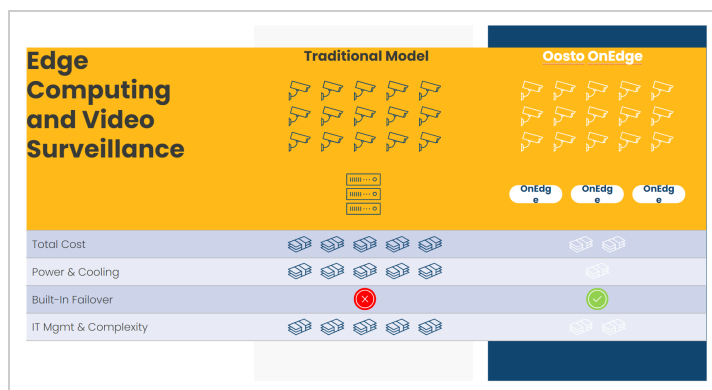 Edge
Computing
and Video
Surveillance
Traditional Model
Oosto OnEdge
OnEdg
e
OnEdg
e
OnEdg
e
Total Cost
Power & Cooling
Built-In Failover
IT Mgmt & Complexity